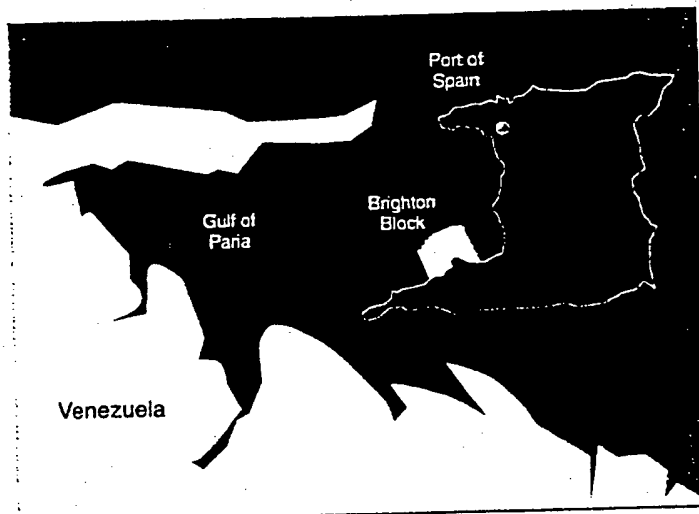 Port of
Spain
Brighton
Block
Gulf of
Paria
Venezuela